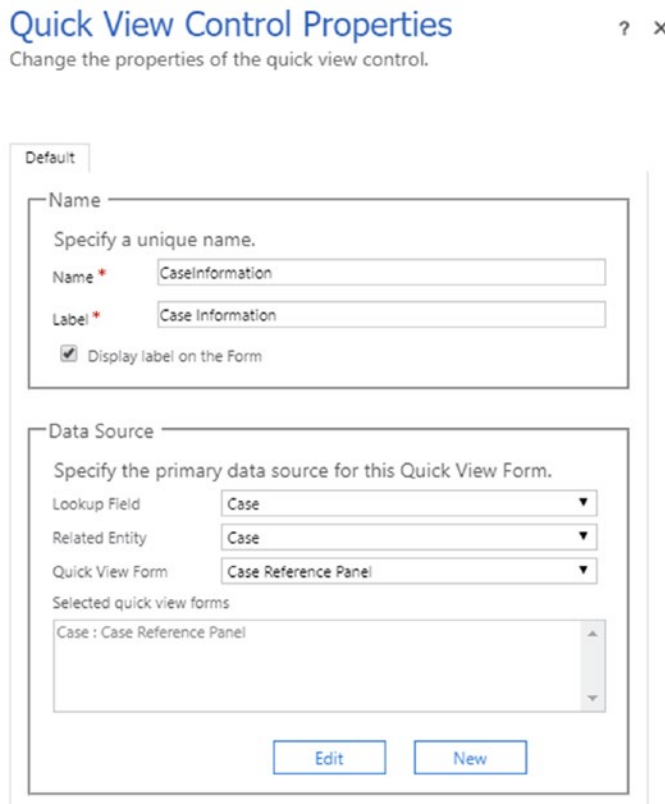 Quick View Control Properties ? ×
Change the properties of the quick view control.
Default
Name
Specify a unique name.
Name * CaseInformation
Label * Case Information
Display label on the Form
Data Source
Specify the primary data source for this Quick View Form.
Lookup Field Case
Related Entity Case
Quick View Form Case Reference Panel
Selected quick view forms
Case : Case Reference Panel
Edit New